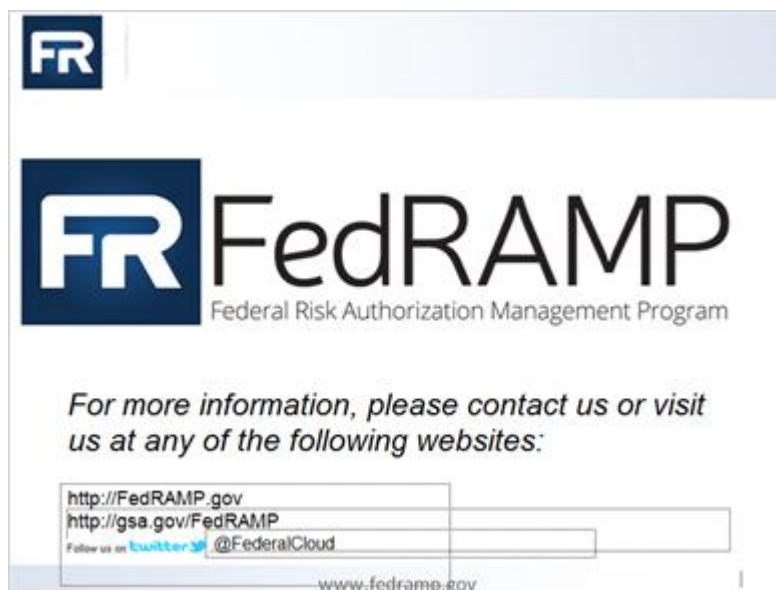 FR
FR FedRAMP
Federal Risk Authorization Management Program
For more information, please contact us or visit
us at any of the following websites:
http://FedRAMP.gov
http://gsa.gov/FedRAMP
Follow us on twitter @FederalCloud
www.fedramp.gov